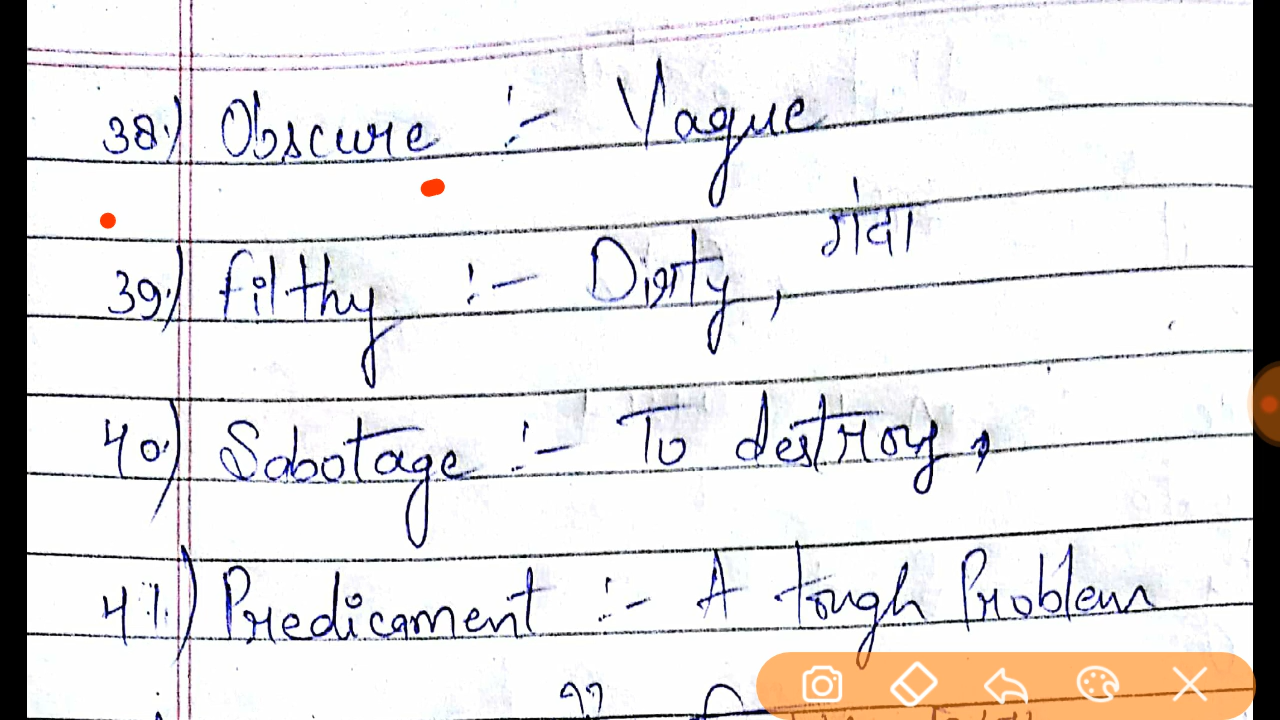 38.) Obscure :- Vague
39.) filthy :- Dirty, गंदा
40.) Sabotage :- To destroy,
41.) Predicament :- A tough Problem